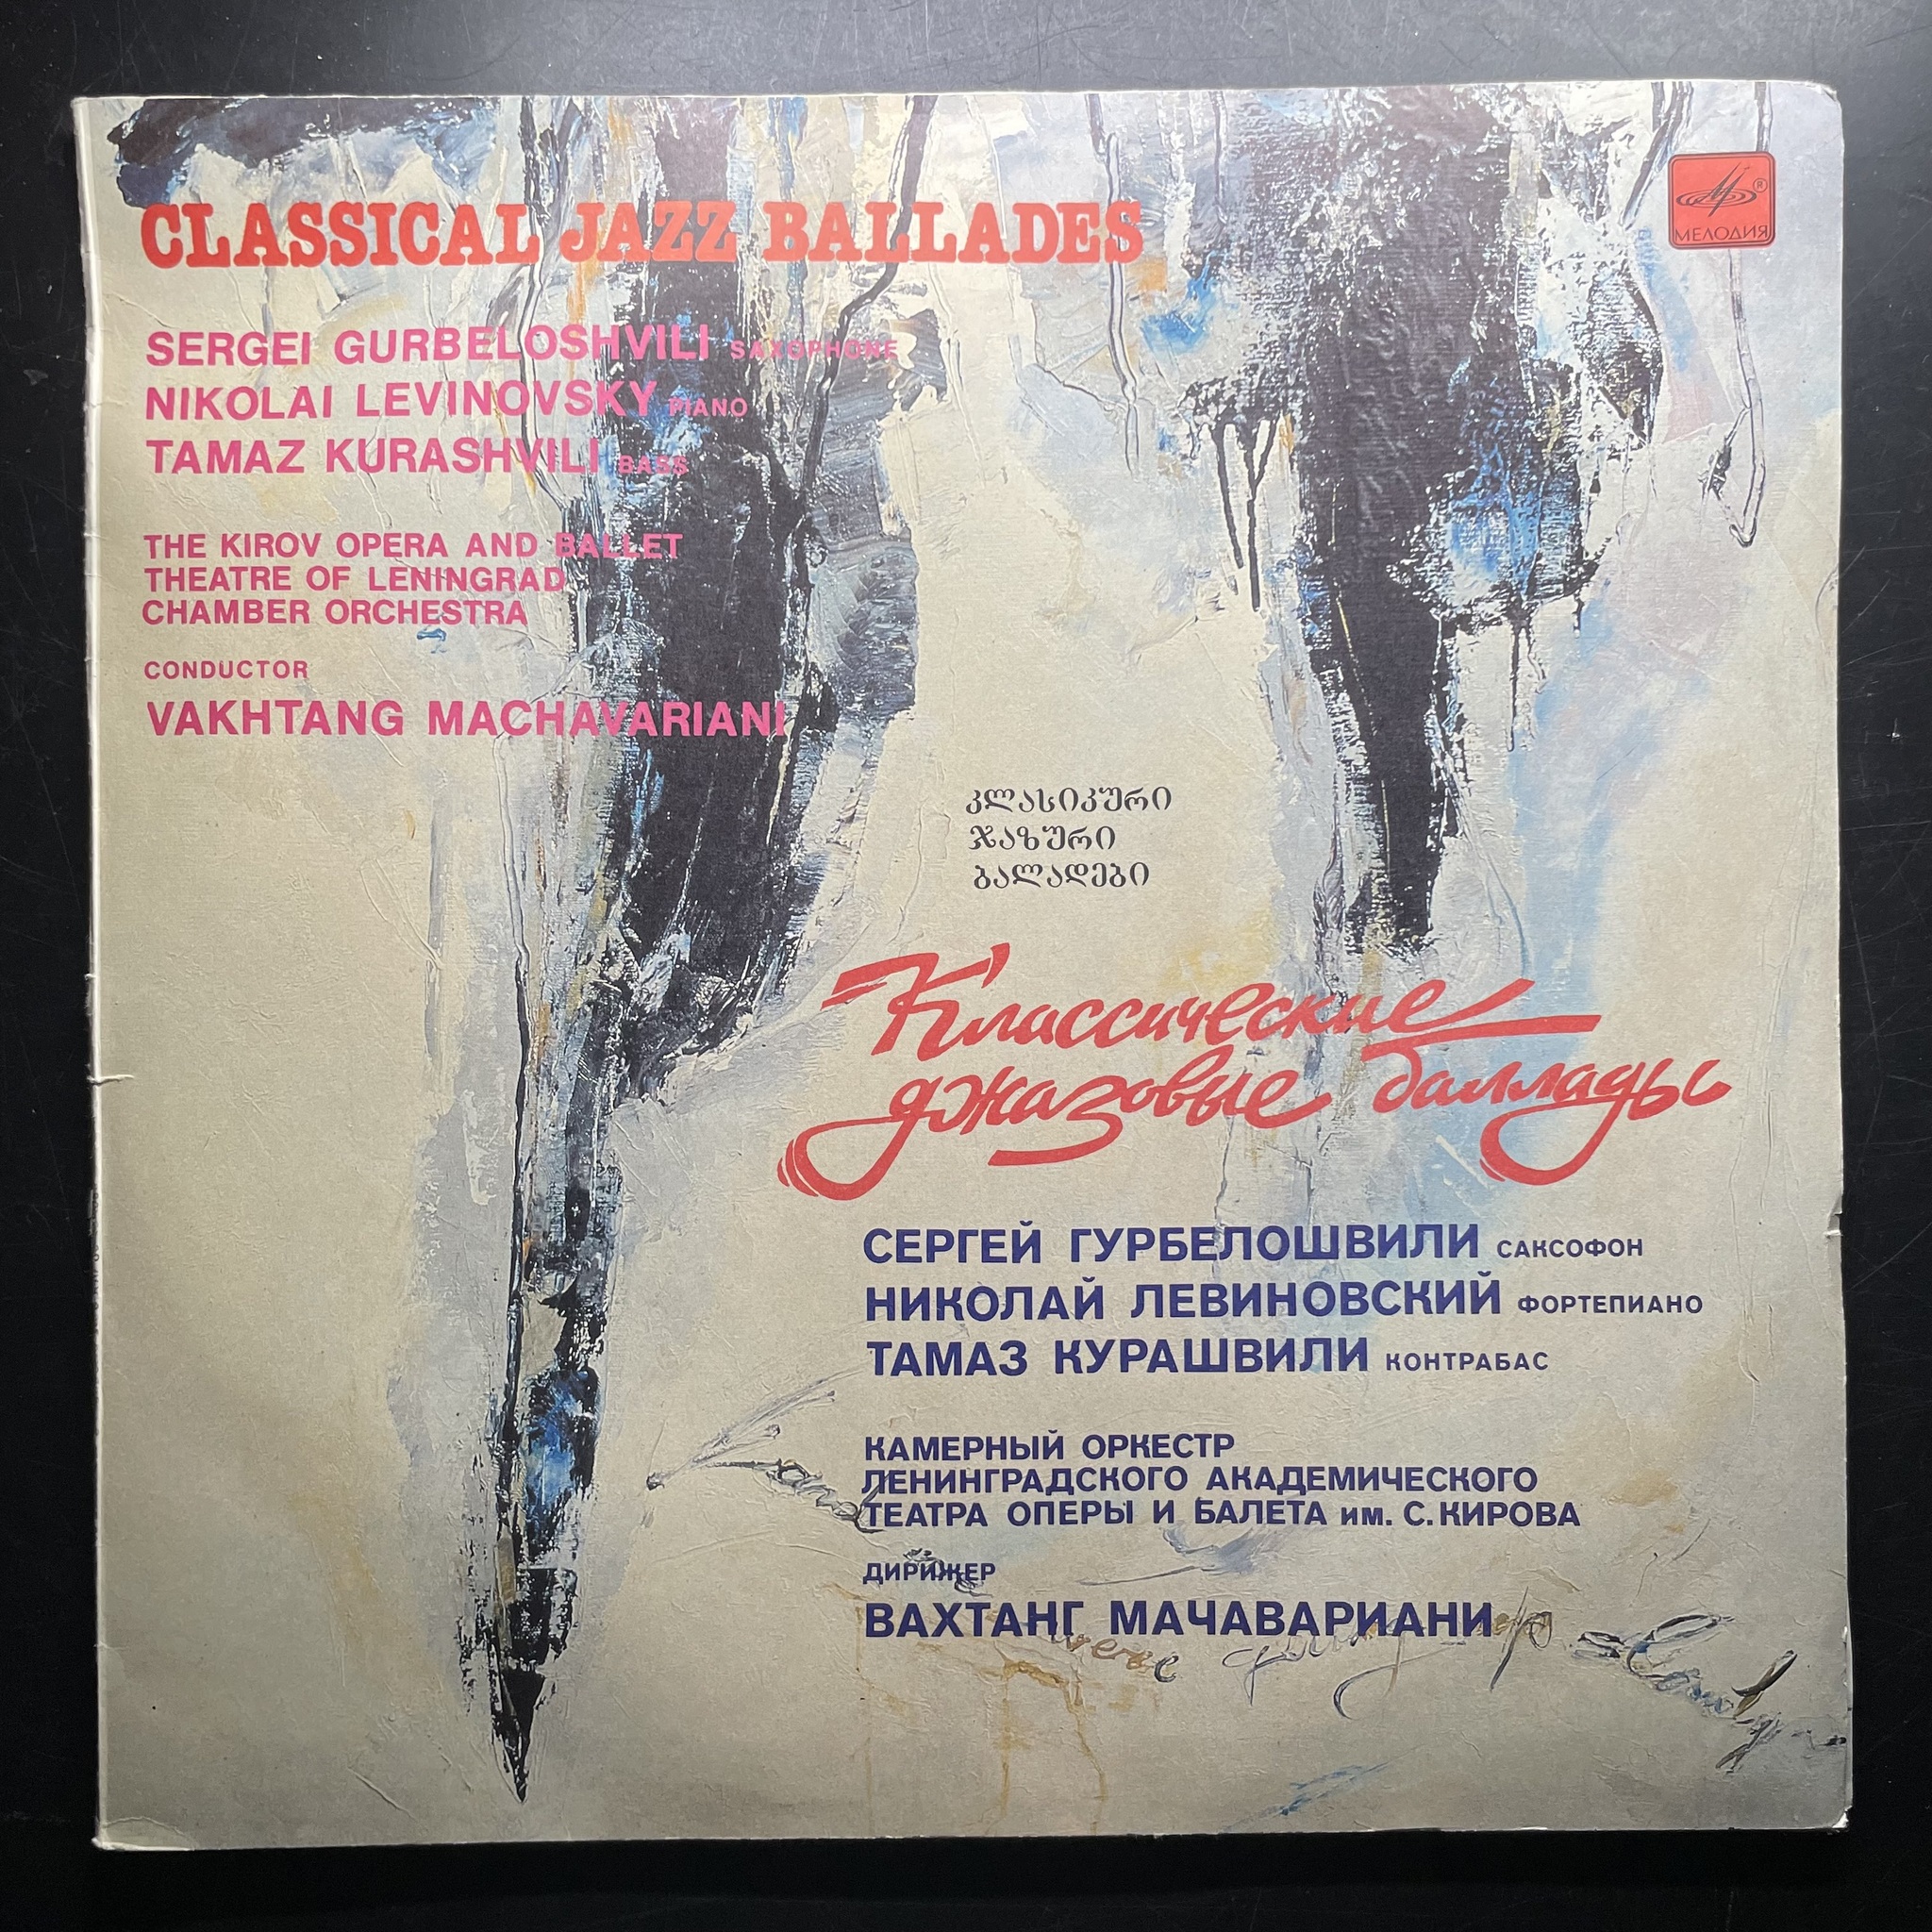 CLASSICAL JAZZ BALLADES
МЕЛОДИЯ
SERGEI GURBELOSHVILI SAXOPHONE
NIKOLAI LEVINOVSKY PIANO
TAMAZ KURASHVILI BASS
THE KIROV OPERA AND BALLET
THEATRE OF LENINGRAD
CHAMBER ORCHESTRA
CONDUCTOR
VAKHTANG MACHAVARIANI
კლასიკური
ჯაზური
ბალადები
Классические
джазовые баллады
СЕРГЕЙ ГУРБЕЛОШВИЛИ САКСОФОН
НИКОЛАЙ ЛЕВИНОВСКИЙ ФОРТЕПИАНО
ТАМАЗ КУРАШВИЛИ КОНТРАБАС
КАМЕРНЫЙ ОРКЕСТР
ЛЕНИНГРАДСКОГО АКАДЕМИЧЕСКОГО
ТЕАТРА ОПЕРЫ И БАЛЕТА им. С. КИРОВА
ДИРИЖЕР
ВАХТАНГ МАЧАВАРИАНИ